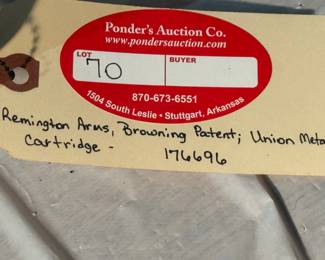 Ponder's Auction Co.
www.pondersauction.com
LOT
BUYER
70
870-673-6551
1504 South Leslie • Stuttgart, Arkansas
Remington Arms, Browning Patent; Union Meta
Cartridge - 176696